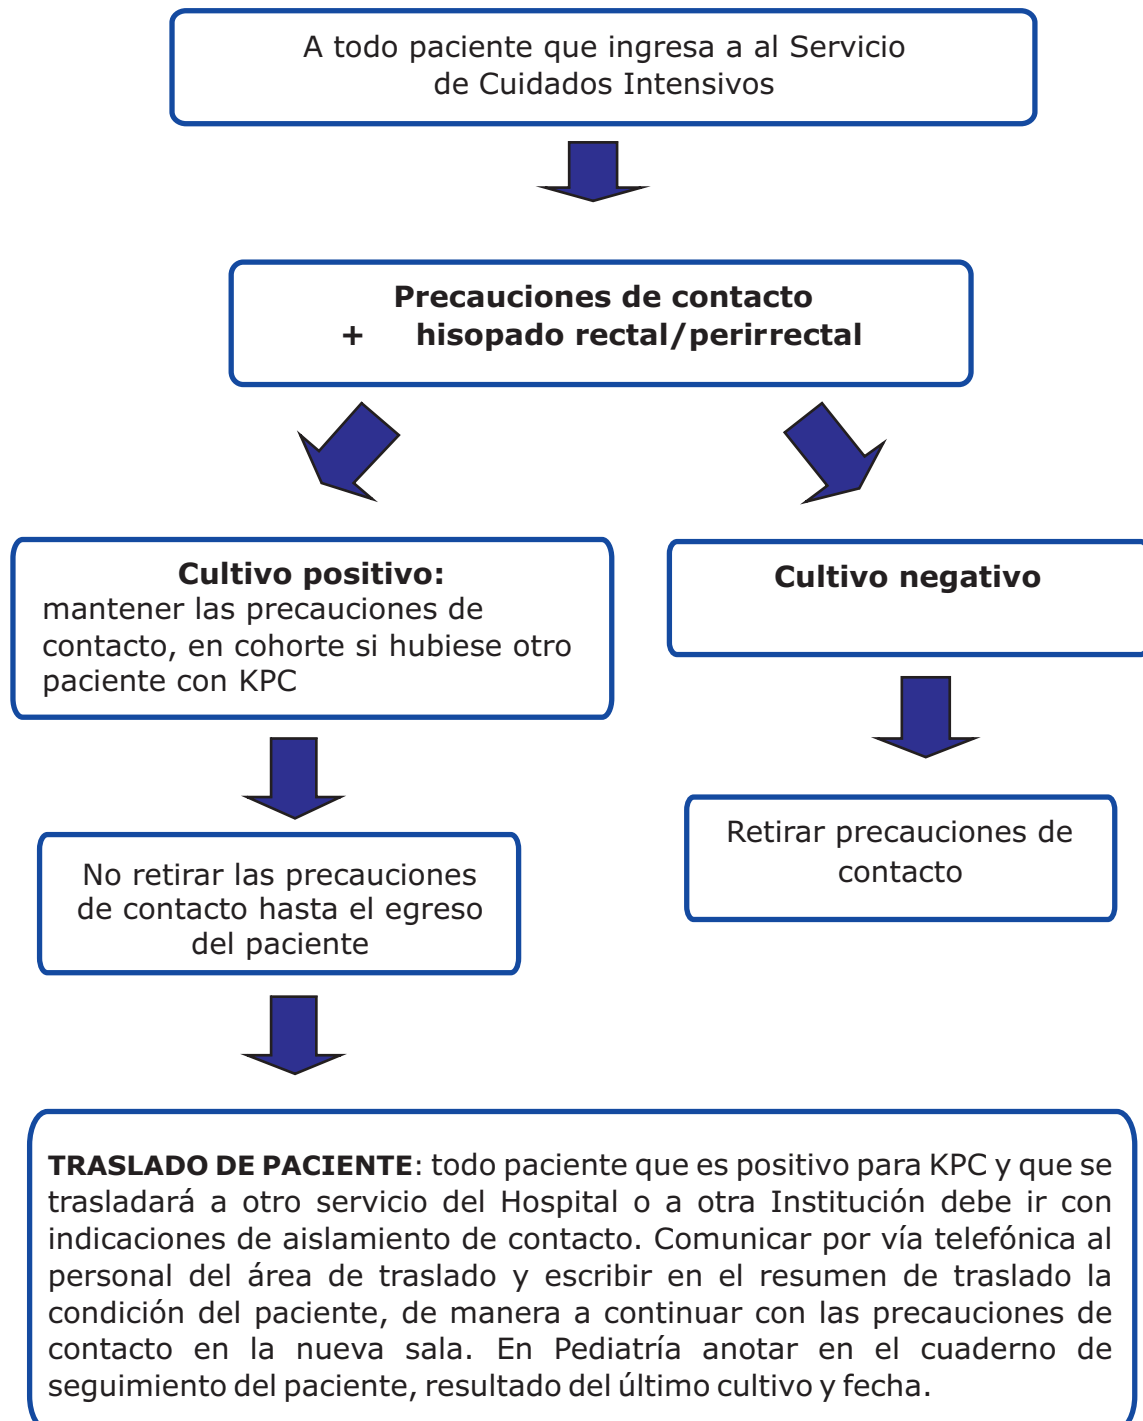 A todo paciente que ingresa a al Servicio
de Cuidados Intensivos
Precauciones de contacto
+ hisopado rectal/perirrectal
Cultivo positivo:
mantener las precauciones de
contacto, en cohorte si hubiese otro
paciente con KPC
Cultivo negativo
No retirar las precauciones
de contacto hasta el egreso
del paciente
Retirar precauciones de
contacto
TRASLADO DE PACIENTE: todo paciente que es positivo para KPC y que se
trasladará a otro servicio del Hospital o a otra Institución debe ir con
indicaciones de aislamiento de contacto. Comunicar por vía telefónica al
personal del área de traslado y escribir en el resumen de traslado la
condición del paciente, de manera a continuar con las precauciones de
contacto en la nueva sala. En Pediatría anotar en el cuaderno de
seguimiento del paciente, resultado del último cultivo y fecha.